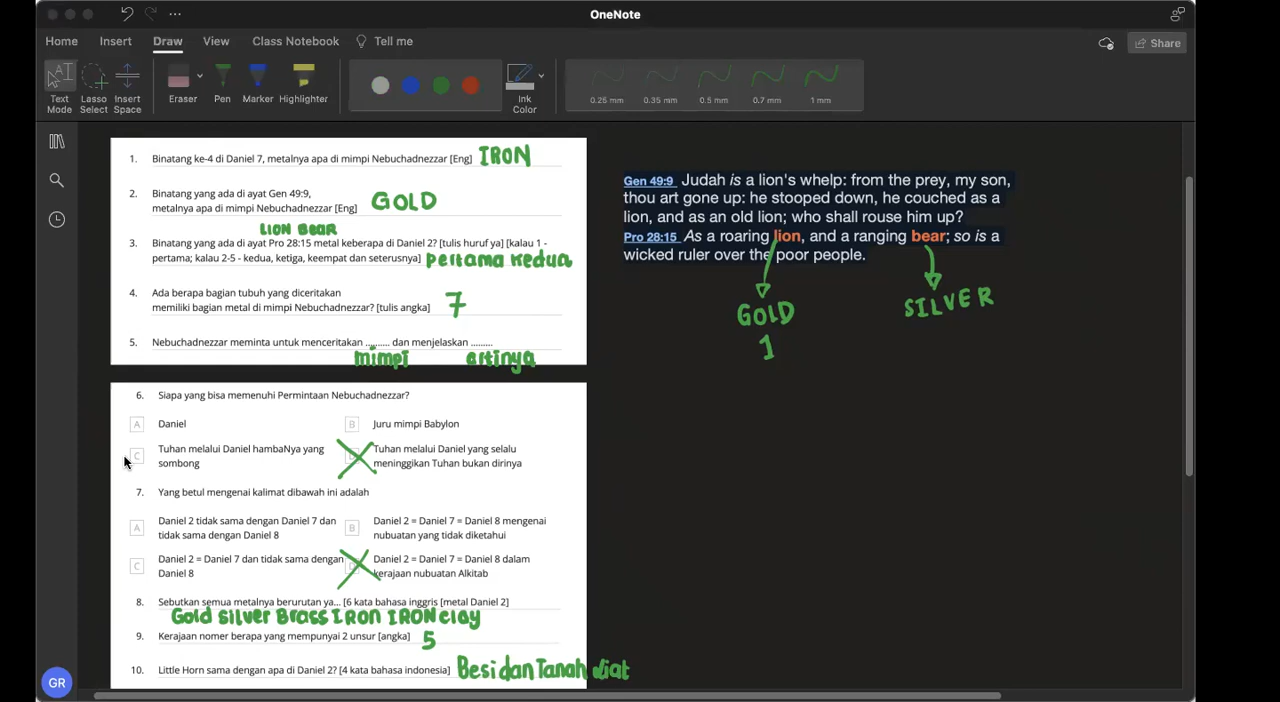 OneNote
Home Insert Draw View Class Notebook Tell me
Share
Text Mode
Lasso Select
Insert Space
Eraser
Pen
Marker
Highlighter
Ink Color
0.25 mm 0.35 mm 0.5 mm 0.7 mm 1 mm
1. Binatang ke-4 di Daniel 7, metalnya apa di mimpi Nebuchadnezzar [Eng] IRON
2. Binatang yang ada di ayat Gen 49:9,
metalnya apa di mimpi Nebuchadnezzar [Eng] GOLD
LION BEAR
3. Binatang yang ada di ayat Pro 28:15 metal keberapa di Daniel 2? [tulis huruf ya] [kalau 1 -
pertama; kalau 2-5 - kedua, ketiga, keempat dan seterusnya] pertama kedua
4. Ada berapa bagian tubuh yang diceritakan
memiliki bagian metal di mimpi Nebuchadnezzar? [tulis angka] 7
5. Nebuchadnezzar meminta untuk menceritakan .......... dan menjelaskan .........
mimpi artinya
6. Siapa yang bisa memenuhi Permintaan Nebuchadnezzar?
A Daniel
B Juru mimpi Babylon
C Tuhan melalui Daniel hambaNya yang
sombong
D Tuhan melalui Daniel yang selalu
meninggikan Tuhan bukan dirinya
7. Yang betul mengenai kalimat dibawah ini adalah
A Daniel 2 tidak sama dengan Daniel 7 dan
tidak sama dengan Daniel 8
B Daniel 2 = Daniel 7 = Daniel 8 mengenai
nubuatan yang tidak diketahui
C Daniel 2 = Daniel 7 dan tidak sama dengan
Daniel 8
D Daniel 2 = Daniel 7 = Daniel 8 dalam
kerajaan nubuatan Alkitab
8. Sebutkan semua metalnya berurutan ya... [6 kata bahasa inggris [metal Daniel 2]
Gold silver Brass IRon IRON clay
9. Kerajaan nomer berapa yang mempunyai 2 unsur [angka] 5
10. Little Horn sama dengan apa di Daniel 2? [4 kata bahasa indonesia] Besi dan Tanah liat
Gen 49:9 Judah is a lion's whelp: from the prey, my son,
thou art gone up: he stooped down, he couched as a
lion, and as an old lion; who shall rouse him up?
Pro 28:15 As a roaring lion, and a ranging bear; so is a
wicked ruler over the poor people.
GOLD
1
SILVER
GR